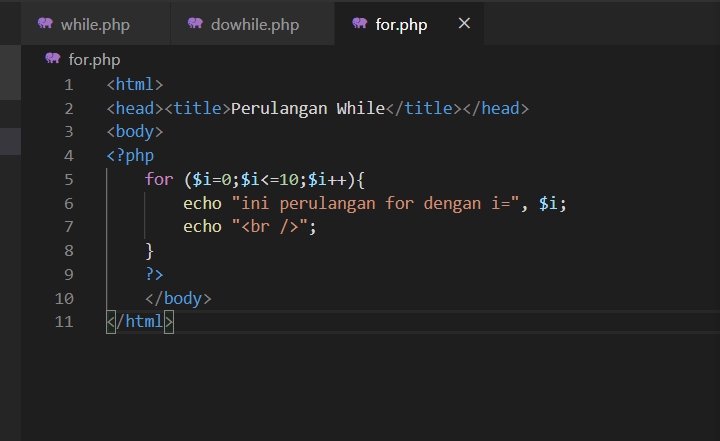 while.php dowhile.php for.php ×
for.php
1 <html>
2 <head><title>Perulangan While</title></head>
3 <body>
4 <?php
5 for ($i=0;$i<=10;$i++){
6 echo "ini perulangan for dengan i=", $i;
7 echo "<br />";
8 }
9 ?>
10 </body>
11 </html>